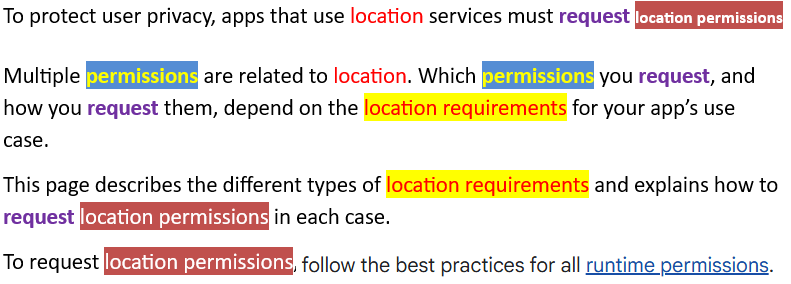 To protect user privacy, apps that use location services must request location permissions
Multiple permissions are related to location. Which permissions you request, and
how you request them, depend on the location requirements for your app’s use
case.
This page describes the different types of location requirements and explains how to
request location permissions in each case.
To request location permissions, follow the best practices for all runtime permissions.